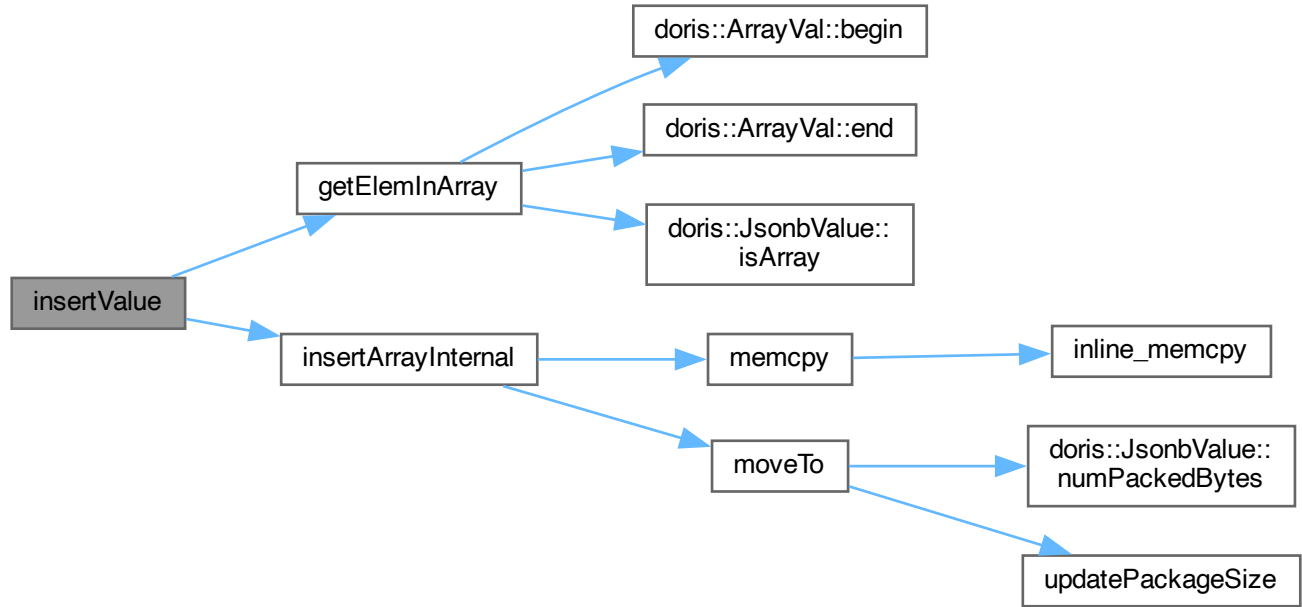 doris::ArrayVal::begin
doris::ArrayVal::end
getElemInArray
doris::JsonbValue::
isArray
insertValue
insertArrayInternal
memcpy
inline_memcpy
moveTo
doris::JsonbValue::
numPackedBytes
updatePackageSize